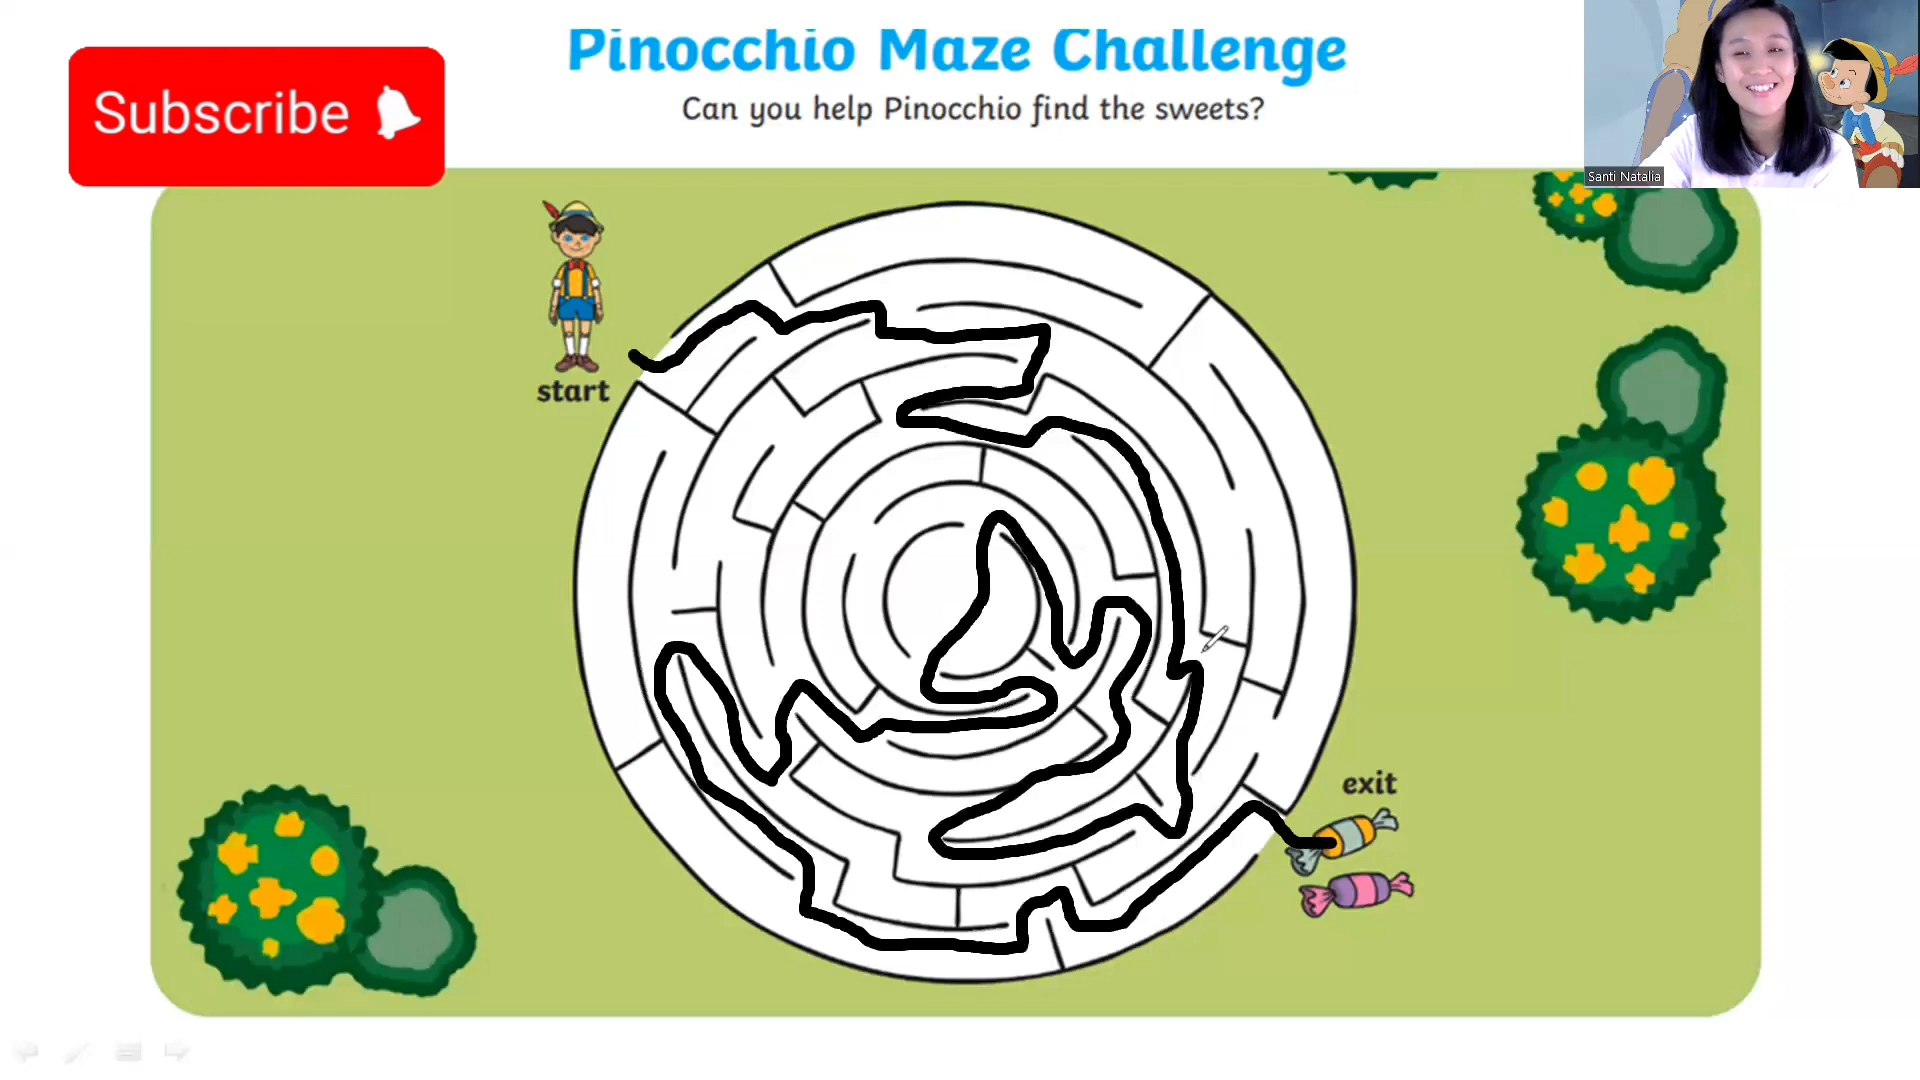 Pinocchio Maze Challenge
Subscribe
Can you help Pinocchio find the sweets?
Santi Natalia
start
exit